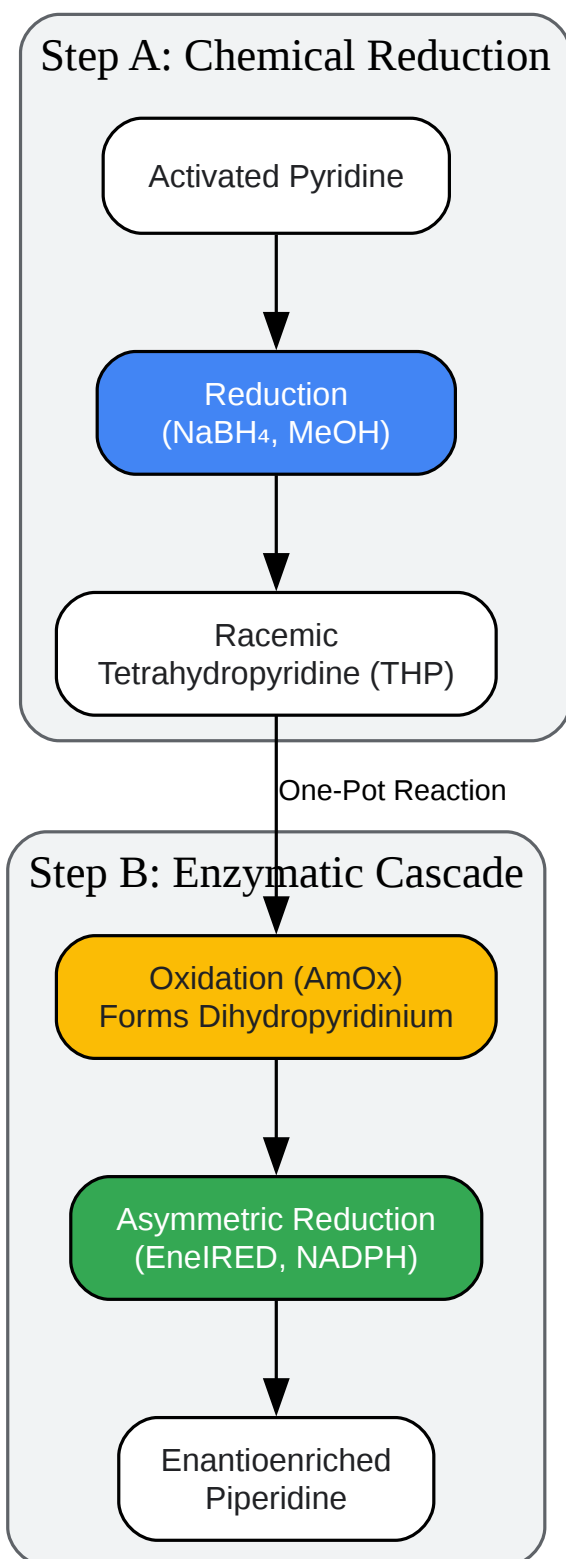 Step A: Chemical Reduction
Activated Pyridine
Reduction
(NaBH₄, MeOH)
Racemic
Tetrahydropyridine (THP)
One-Pot Reaction
Step B: Enzymatic Cascade
Oxidation (AmOx)
Forms Dihydropyridinium
Asymmetric Reduction
(EneIRED, NADPH)
Enantioenriched
Piperidine